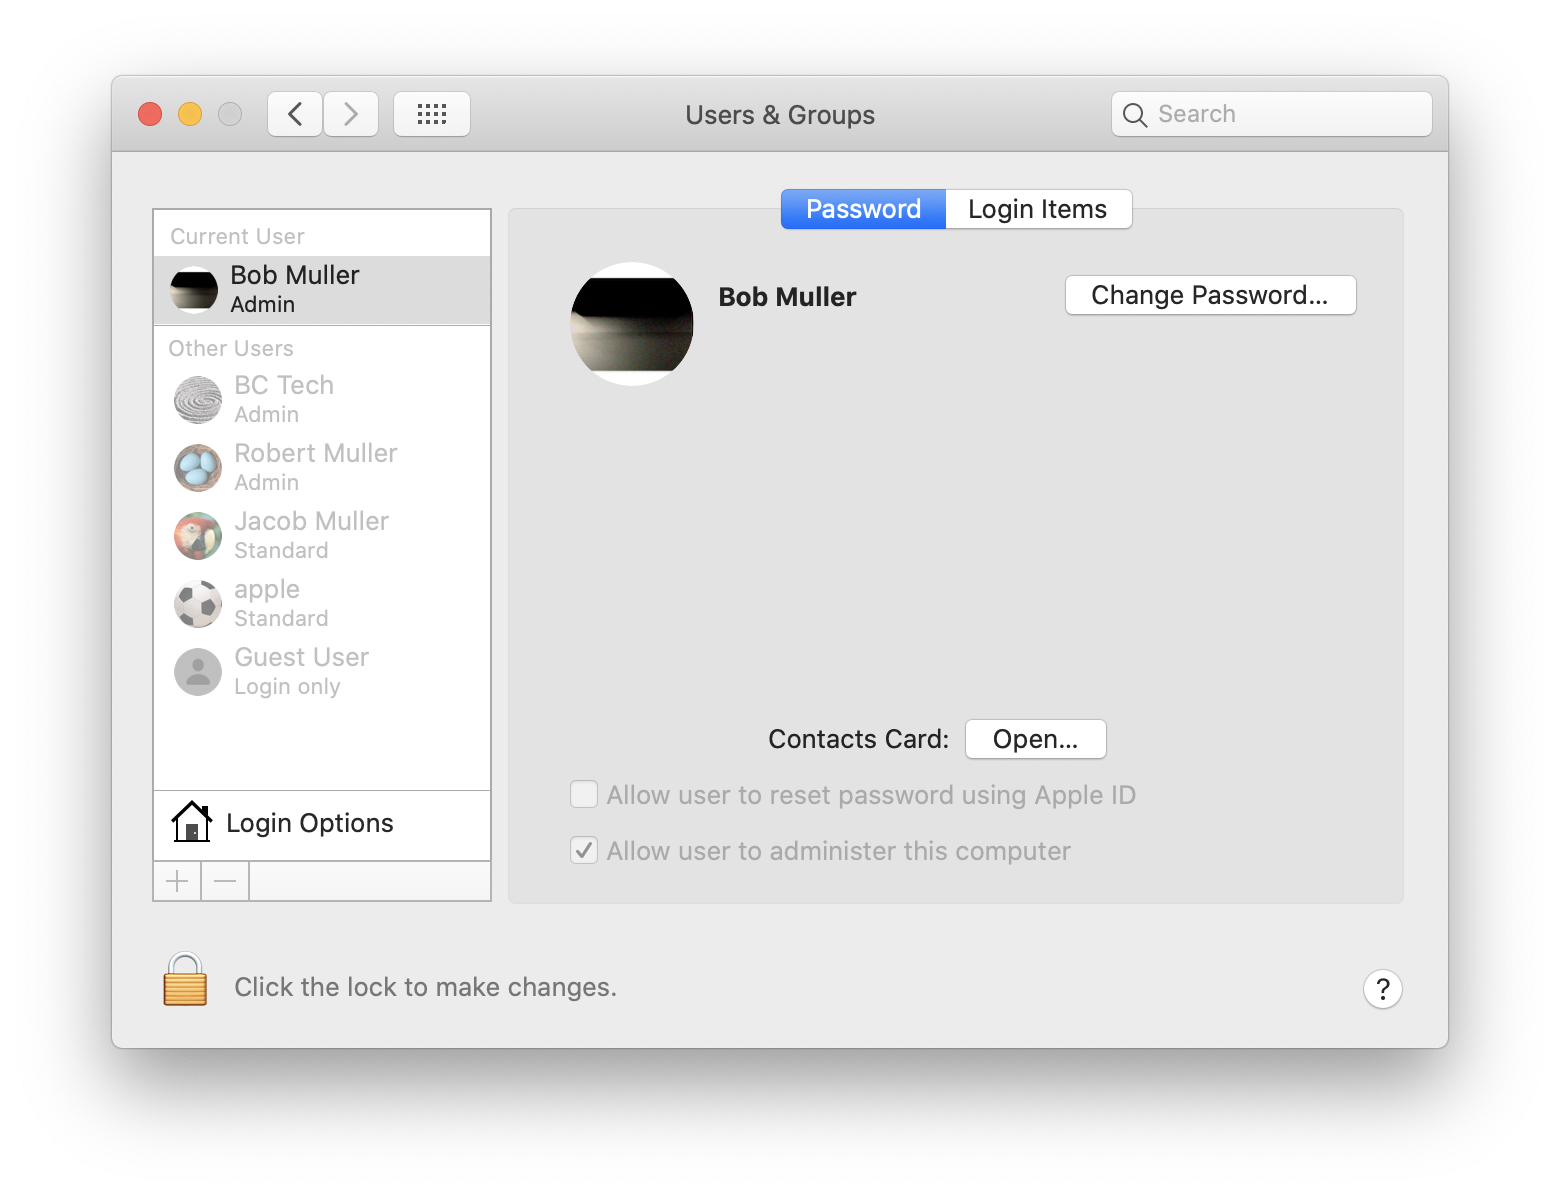 Users & Groups
Search
Password
Login Items
Current User
Bob Muller
Admin
Other Users
BC Tech
Admin
Robert Muller
Admin
Jacob Muller
Standard
apple
Standard
Guest User
Login only
Login Options
Bob Muller
Change Password...
Contacts Card:
Open...
Allow user to reset password using Apple ID
Allow user to administer this computer
Click the lock to make changes.
?